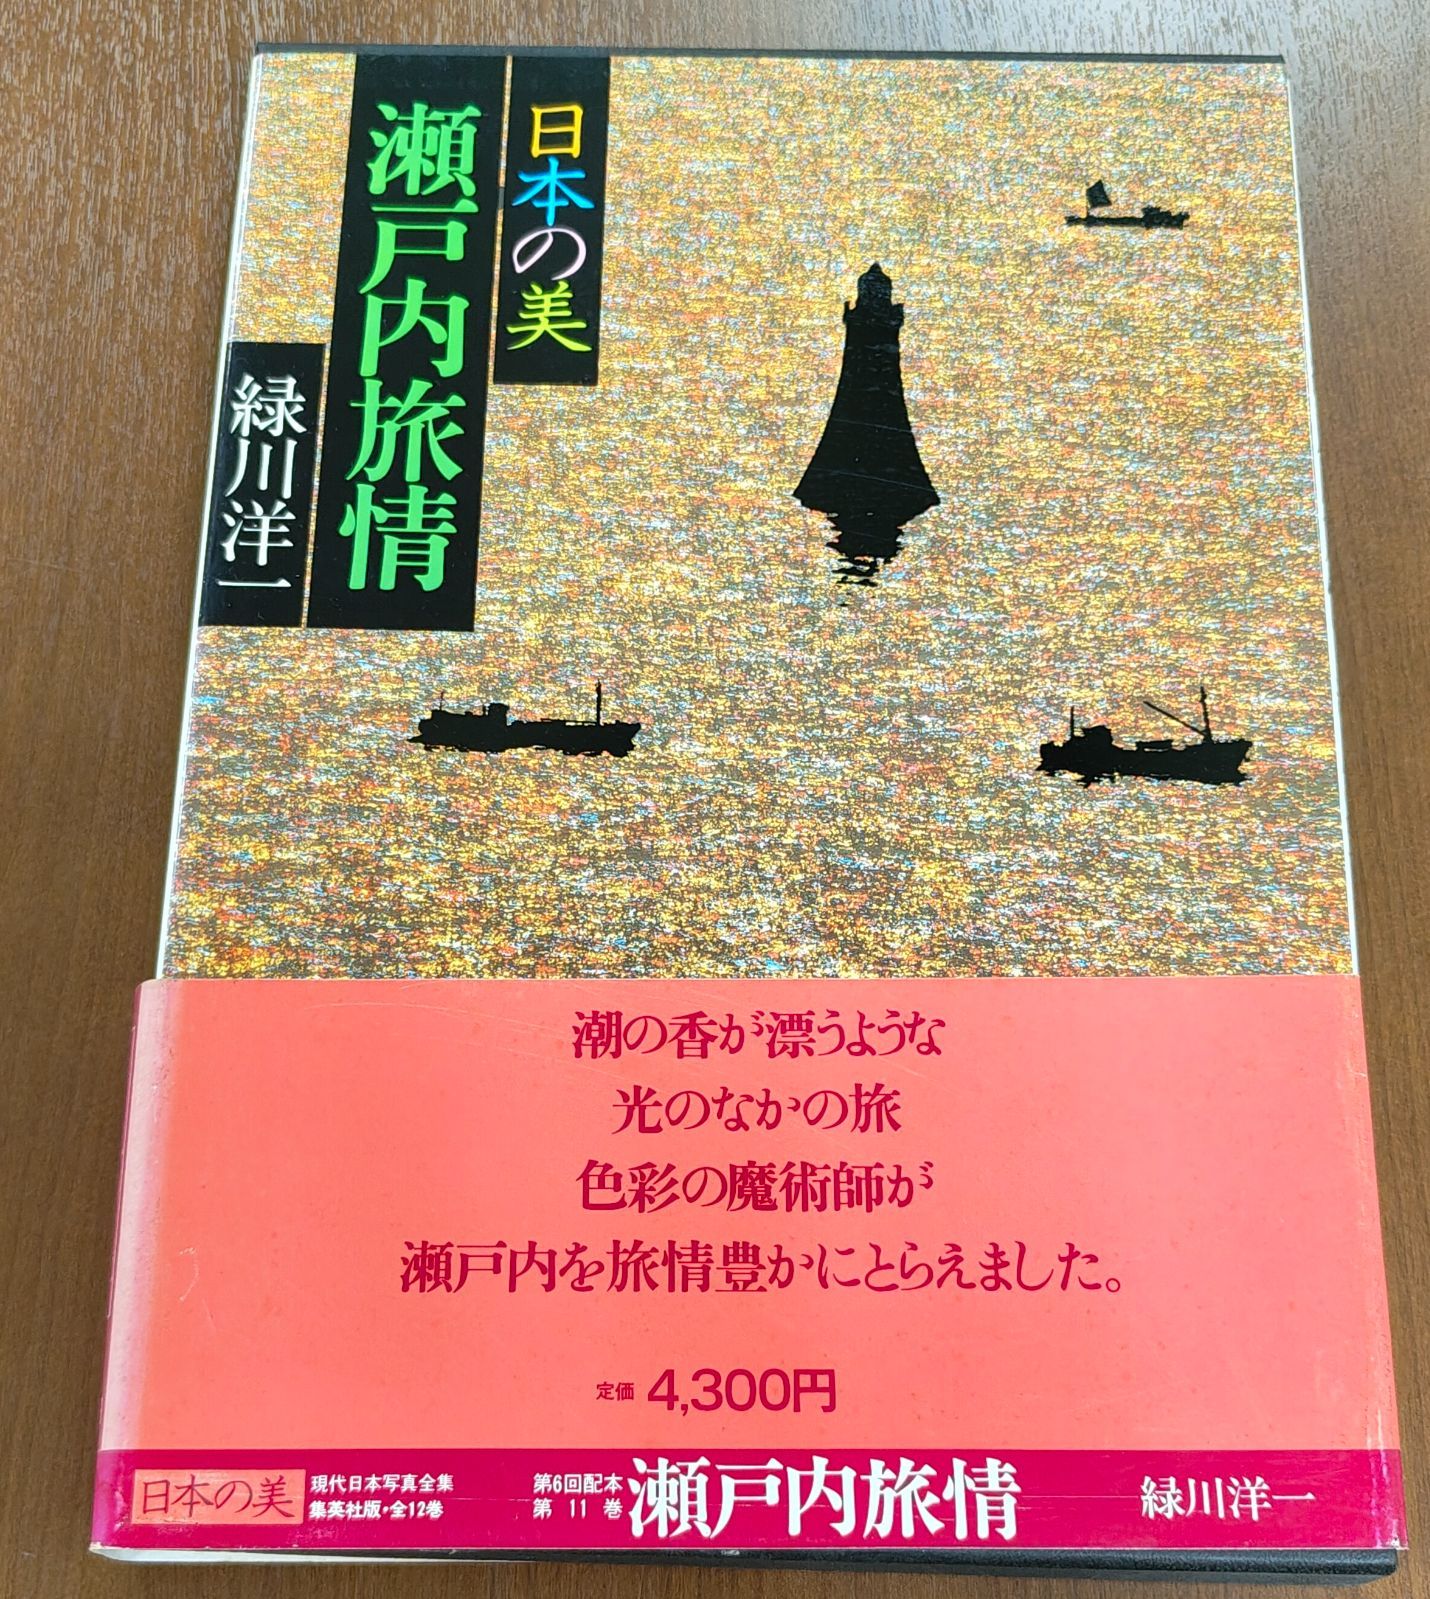 日本の美
瀬戸内旅情
緑川洋一
潮の香が漂うような
光のなかの旅
色彩の魔術師が
瀬戸内を旅情豊かにとらえました。
定価 4,300円
日本の美
現代日本写真全集
集英社版・全12巻
第6回配本
第11巻
瀬戸内旅情
緑川洋一